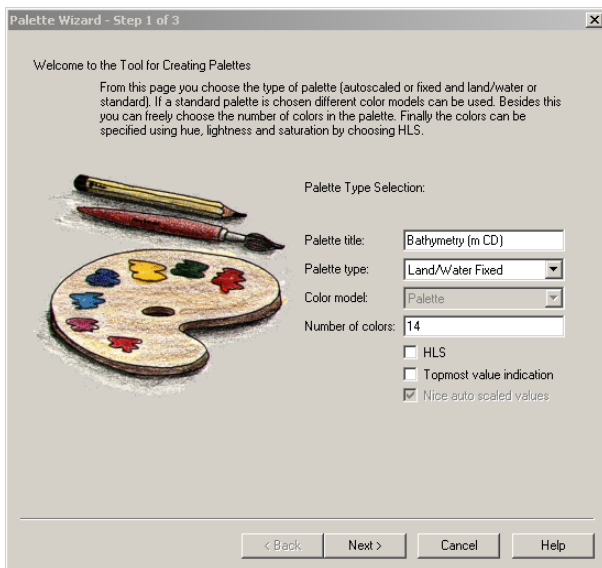 Palette Wizard - Step 1 of 3
Welcome to the Tool for Creating Palettes
From this page you choose the type of palette (autoscaled or fixed and land/water or
standard). If a standard palette is chosen different color models can be used. Besides this
you can freely choose the number of colors in the palette. Finally the colors can be
specified using hue, lightness and saturation by choosing HLS.
Palette Type Selection:
Palette title: Bathymetry (m CD)
Palette type: Land/Water Fixed
Color model: Palette
Number of colors: 14
HLS
Topmost value indication
Nice auto scaled values
< Back Next > Cancel Help